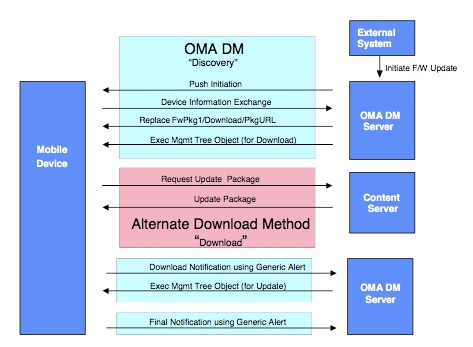 External
System
Initiate F/W Update
OMA DM
“Discovery”
Push Initiation
Device Information Exchange
Replace FwPkg1/Download/PkgURL
Exec Mgmt Tree Object (for Download)
OMA DM
Server
Mobile
Device
Request Update Package
Update Package
Alternate Download Method
“Download”
Content
Server
Download Notification using Generic Alert
Exec Mgmt Tree Object (for Update)
OMA DM
Server
Final Notification using Generic Alert